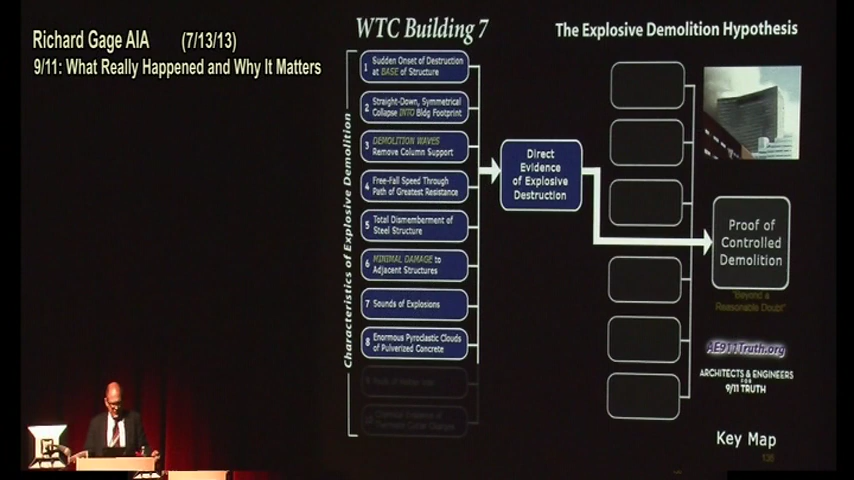 Richard Gage AIA (7/13/13)
9/11: What Really Happened and Why It Matters
WTC Building 7
The Explosive Demolition Hypothesis
Characteristics of Explosive Demolition
1 Sudden Onset of Destruction
at BASE of Structure
2 Straight-Down, Symmetrical
Collapse INTO Bldg Footprint
3 DEMOLITION WAVES
Remove Column Support
4 Free-Fall Speed Through
Path of Greatest Resistance
5 Total Dismemberment of
Steel Structure
6 MINIMAL DAMAGE to
Adjacent Structures
7 Sounds of Explosions
8 Enormous Pyroclastic Clouds
of Pulverized Concrete
Direct
Evidence
of Explosive
Destruction
Proof of
Controlled
Demolition
"Beyond a
Reasonable Doubt"
AE911Truth.org
ARCHITECTS & ENGINEERS
FOR
9/11 TRUTH
Key Map